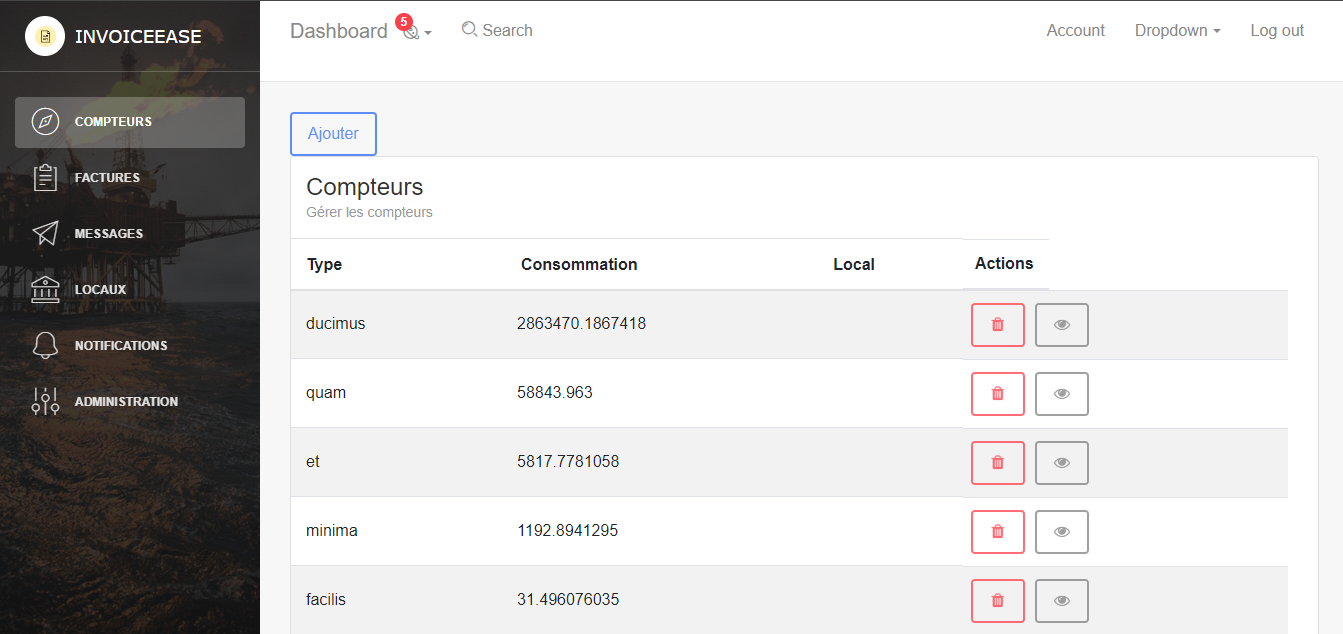 INVOICEEASE
Dashboard 5 Search Account Dropdown Log out
COMPTEURS
FACTURES
MESSAGES
LOCAUX
NOTIFICATIONS
ADMINISTRATION
Ajouter
Compteurs
Gérer les compteurs
Type Consommation Local Actions
ducimus 2863470.1867418
quam 58843.963
et 5817.7781058
minima 1192.8941295
facilis 31.496076035